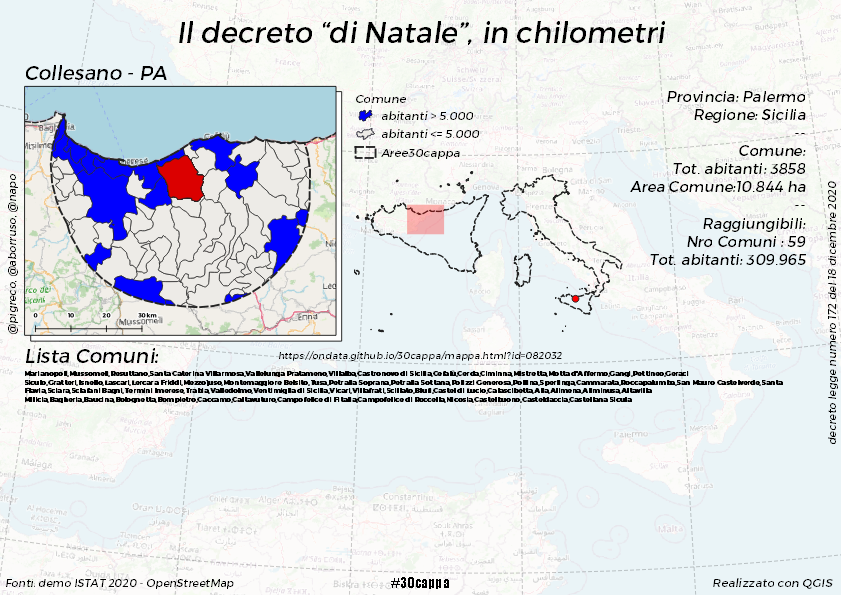 Il decreto “di Natale”, in chilometri
Collesano - PA
Comune
abitanti > 5.000
abitanti <= 5.000
Aree30cappa
Provincia: Palermo
Regione: Sicilia
--
Comune:
Tot. abitanti: 3858
Area Comune:10.844 ha
--
Raggiungibili:
Nro Comuni : 59
Tot. abitanti: 309.965
@pigreco, @aborruso, @napo
decreto legge numero 172 del 18 dicembre 2020
0 10 20 30 km
Mussomeli
Enna
Lista Comuni:
https://ondata.github.io/30cappa/mappa.html?id=082032
Marianopoli,Mussomeli,Resuttano,Santa Caterina Villarmosa,Vallelunga Pratameno,Villalba,Castronovo di Sicilia,Cefalù,Cerda,Ciminna,Mistretta,Motta d'Affermo,Gangi,Pettineo,Geraci
Siculo,Gratteri,Isnello,Lascari,Lercara Friddi,Mezzojuso,Montemaggiore Belsito,Tusa,Petralia Soprana,Petralia Sottana,Polizzi Generosa,Pollina,Sperlinga,Cammarata,Roccapalumba,San Mauro Castelverde,Santa
Flavia,Sciara,Sclafani Bagni,Termini Imerese,Trabia,Valledolmo,Ventimiglia di Sicilia,Vicari,Villafrati,Scillato,Blufi,Castel di Lucio,Calascibetta,Alia,Alimena,Aliminusa,Altavilla
Milicia,Bagheria,Baucina,Bolognetta,Bompietro,Caccamo,Caltavuturo,Campofelice di Fitalia,Campofelice di Roccella,Nicosia,Castelbuono,Casteldaccia,Castellana Sicula
Constantine
Malta
Fonti: demo ISTAT 2020 - OpenStreetMap
#30cappa
Realizzato con QGIS